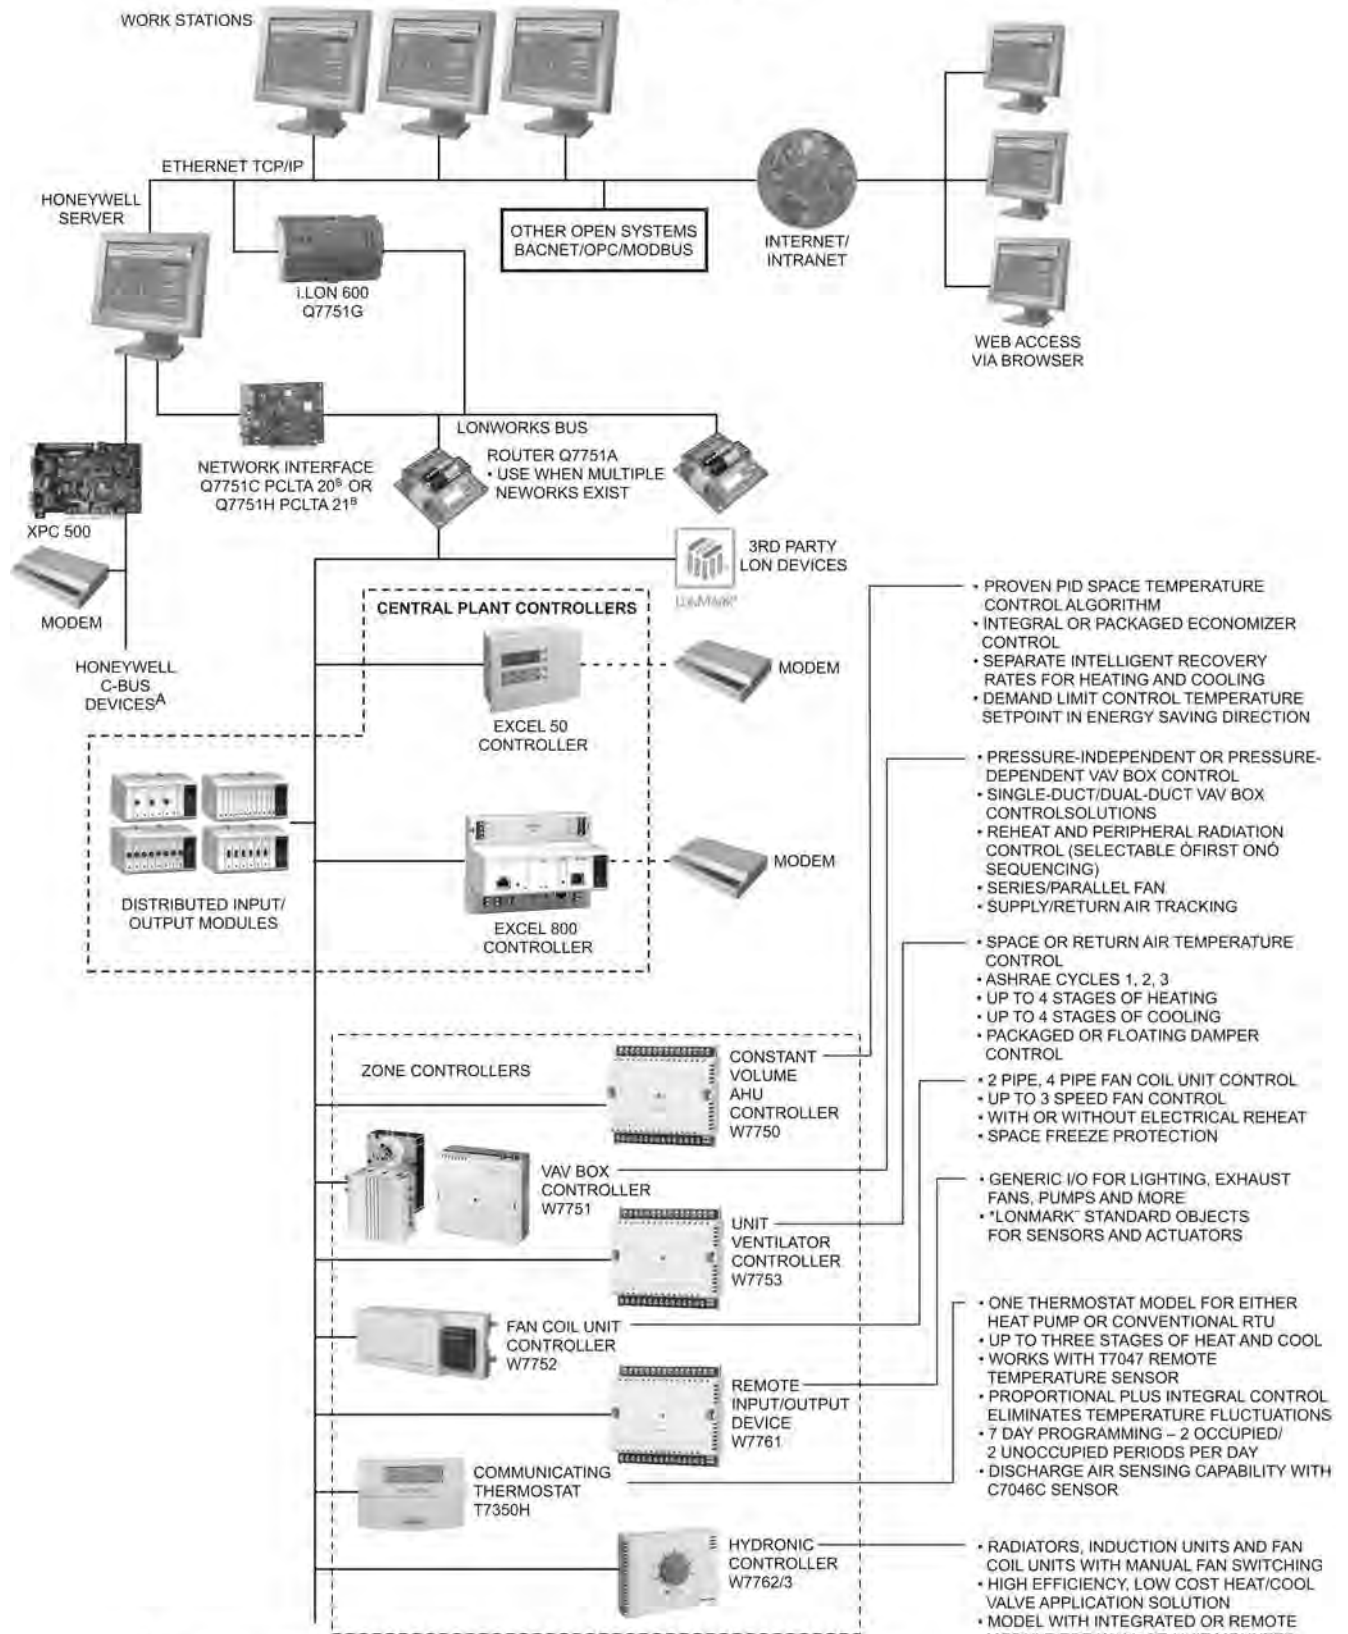 WORK STATIONS
ETHERNET TCP/IP
HONEYWELL
SERVER
i.LON 600
Q7751G
OTHER OPEN SYSTEMS
BACNET/OPC/MODBUS
INTERNET/
INTRANET
WEB ACCESS
VIA BROWSER
LONWORKS BUS
NETWORK INTERFACE
Q7751C PCLTA 20B OR
Q7751H PCLTA 21B
ROUTER Q7751A
• USE WHEN MULTIPLE
NEWORKS EXIST
XPC 500
MODEM
HONEYWELL
C-BUS
DEVICESA
3RD PARTY
LON DEVICES
LONMARK®
CENTRAL PLANT CONTROLLERS
MODEM
EXCEL 50
CONTROLLER
DISTRIBUTED INPUT/
OUTPUT MODULES
MODEM
EXCEL 800
CONTROLLER
ZONE CONTROLLERS
CONSTANT
VOLUME
AHU
CONTROLLER
W7750
• PROVEN PID SPACE TEMPERATURE
CONTROL ALGORITHM
• INTEGRAL OR PACKAGED ECONOMIZER
CONTROL
• SEPARATE INTELLIGENT RECOVERY
RATES FOR HEATING AND COOLING
• DEMAND LIMIT CONTROL TEMPERATURE
SETPOINT IN ENERGY SAVING DIRECTION
VAV BOX
CONTROLLER
W7751
• PRESSURE-INDEPENDENT OR PRESSURE-
DEPENDENT VAV BOX CONTROL
• SINGLE-DUCT/DUAL-DUCT VAV BOX
CONTROLSOLUTIONS
• REHEAT AND PERIPHERAL RADIATION
CONTROL (SELECTABLE ÓFIRST ONÓ
SEQUENCING)
• SERIES/PARALLEL FAN
• SUPPLY/RETURN AIR TRACKING
UNIT
VENTILATOR
CONTROLLER
W7753
• SPACE OR RETURN AIR TEMPERATURE
CONTROL
• ASHRAE CYCLES 1, 2, 3
• UP TO 4 STAGES OF HEATING
• UP TO 4 STAGES OF COOLING
• PACKAGED OR FLOATING DAMPER
CONTROL
FAN COIL UNIT
CONTROLLER
W7752
• 2 PIPE, 4 PIPE FAN COIL UNIT CONTROL
• UP TO 3 SPEED FAN CONTROL
• WITH OR WITHOUT ELECTRICAL REHEAT
• SPACE FREEZE PROTECTION
REMOTE
INPUT/OUTPUT
DEVICE
W7761
• GENERIC I/O FOR LIGHTING, EXHAUST
FANS, PUMPS AND MORE
• "LONMARK¨ STANDARD OBJECTS
FOR SENSORS AND ACTUATORS
COMMUNICATING
THERMOSTAT
T7350H
• ONE THERMOSTAT MODEL FOR EITHER
HEAT PUMP OR CONVENTIONAL RTU
• UP TO THREE STAGES OF HEAT AND COOL
• WORKS WITH T7047 REMOTE
TEMPERATURE SENSOR
• PROPORTIONAL PLUS INTEGRAL CONTROL
ELIMINATES TEMPERATURE FLUCTUATIONS
• 7 DAY PROGRAMMING – 2 OCCUPIED/
2 UNOCCUPIED PERIODS PER DAY
• DISCHARGE AIR SENSING CAPABILITY WITH
C7046C SENSOR
HYDRONIC
CONTROLLER
W7762/3
• RADIATORS, INDUCTION UNITS AND FAN
COIL UNITS WITH MANUAL FAN SWITCHING
• HIGH EFFICIENCY, LOW COST HEAT/COOL
VALVE APPLICATION SOLUTION
• MODEL WITH INTEGRATED OR REMOTE